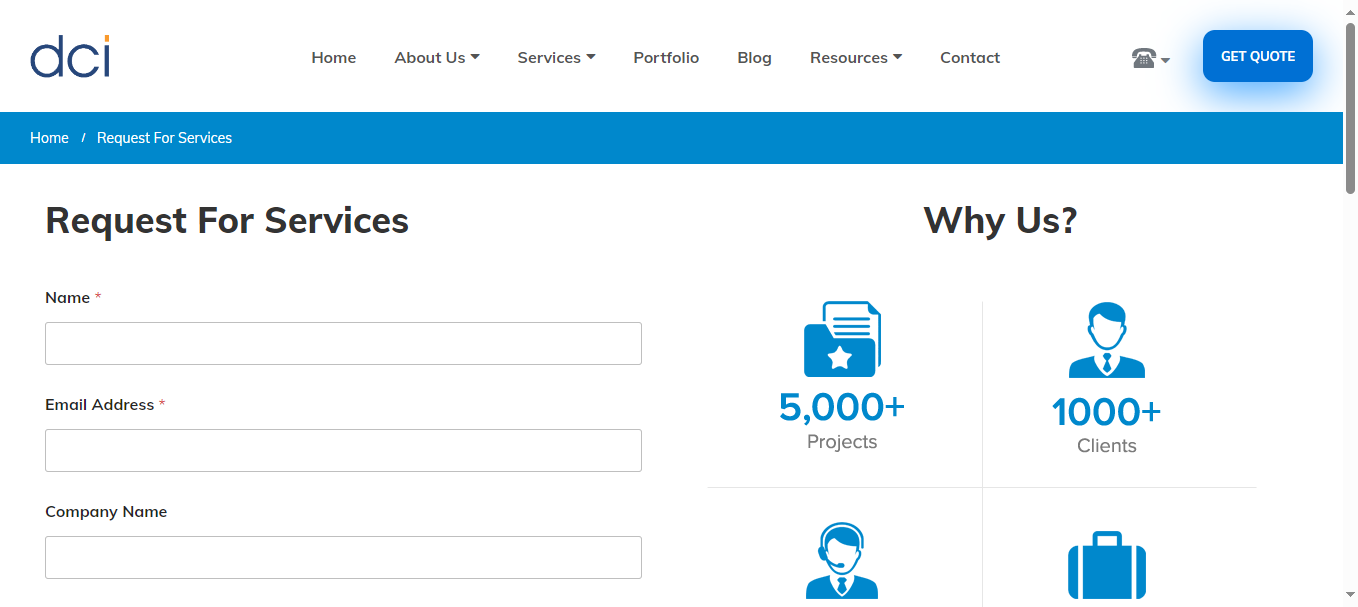 dci
Home About Us Services Portfolio Blog Resources Contact GET QUOTE
Home / Request For Services
Request For Services
Name *
Email Address *
Company Name
Why Us?
5,000+
Projects
1000+
Clients